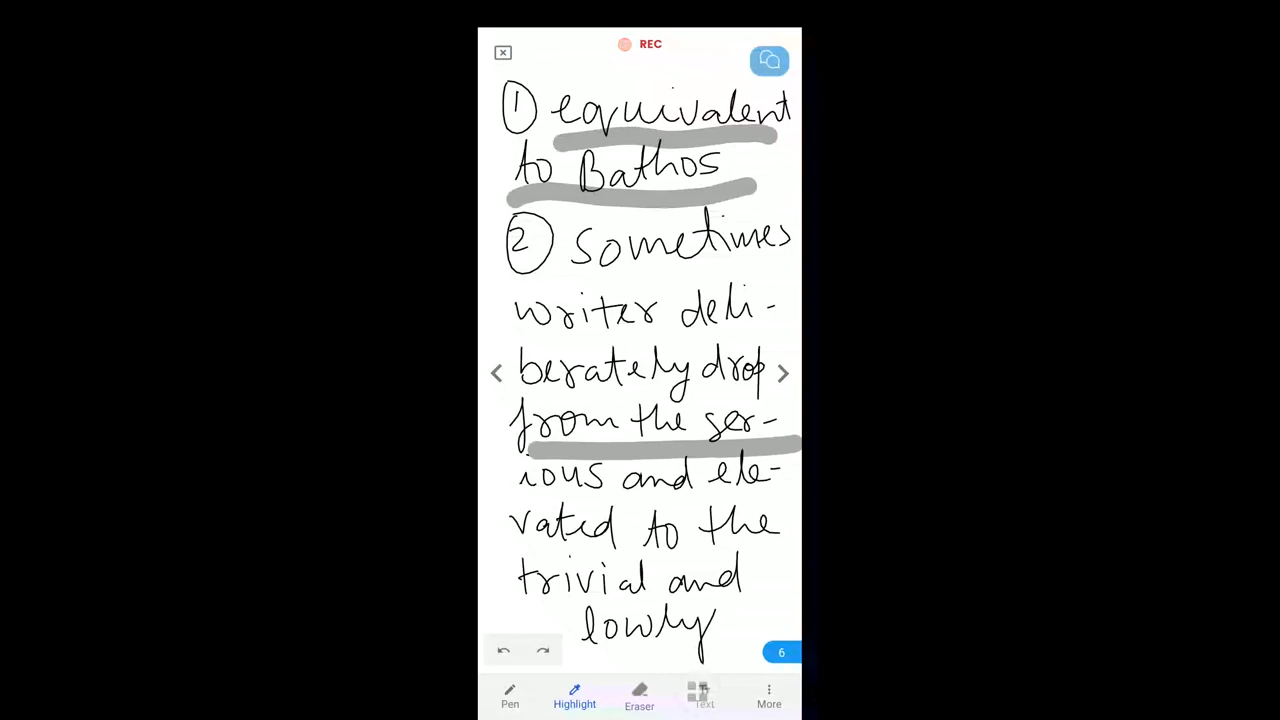 REC
① equivalent
to Bathos
② sometimes
writer deli-
berately drop
from the ser-
ious and ele-
vated to the
trivial and
lowly
6
Pen Highlight Eraser Text More